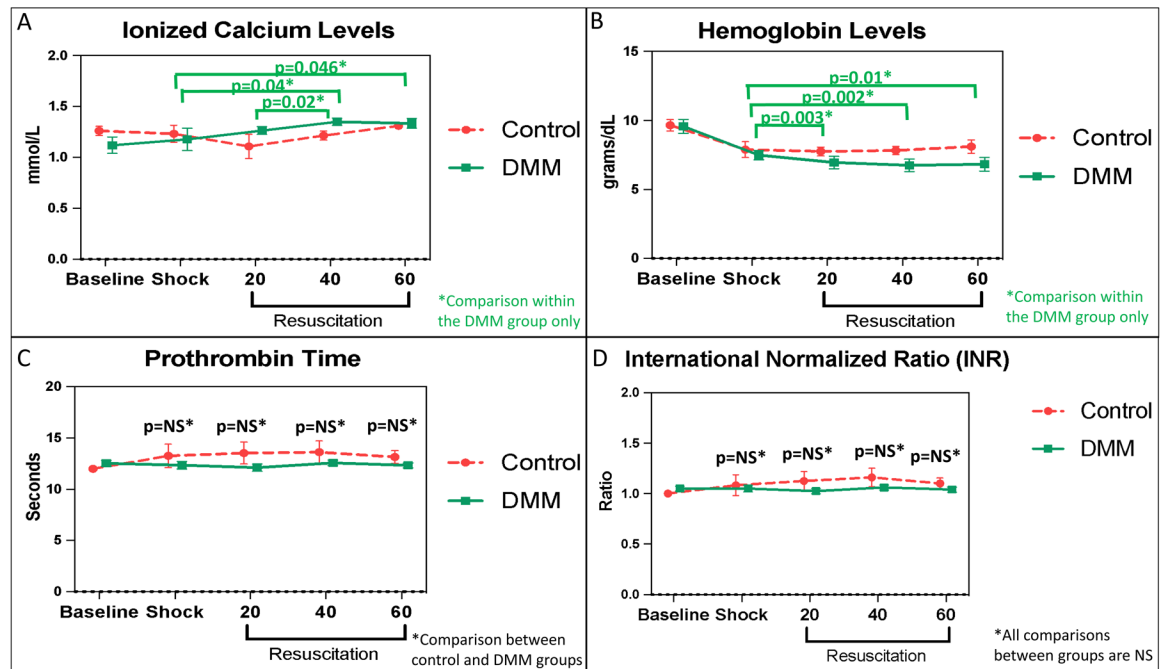 A
Ionized Calcium Levels
2.0
1.5
1.0
0.5
0.0
mmol/L
p=0.046*
p=0.04*
p=0.02*
Control
DMM
Baseline Shock 20 40 60
Resuscitation
*Comparison within
the DMM group only
B
Hemoglobin Levels
15
10
5
0
grams/dL
p=0.01*
p=0.002*
p=0.003*
Control
DMM
Baseline Shock 20 40 60
Resuscitation
*Comparison within
the DMM group only
C
Prothrombin Time
20
15
10
5
0
Seconds
p=NS* p=NS* p=NS* p=NS*
Control
DMM
Baseline Shock 20 40 60
Resuscitation
*Comparison between
control and DMM groups
D
International Normalized Ratio (INR)
2.0
1.5
1.0
0.5
0.0
Ratio
p=NS* p=NS* p=NS* p=NS*
Control
DMM
Baseline Shock 20 40 60
Resuscitation
*All comparisons
between groups are NS